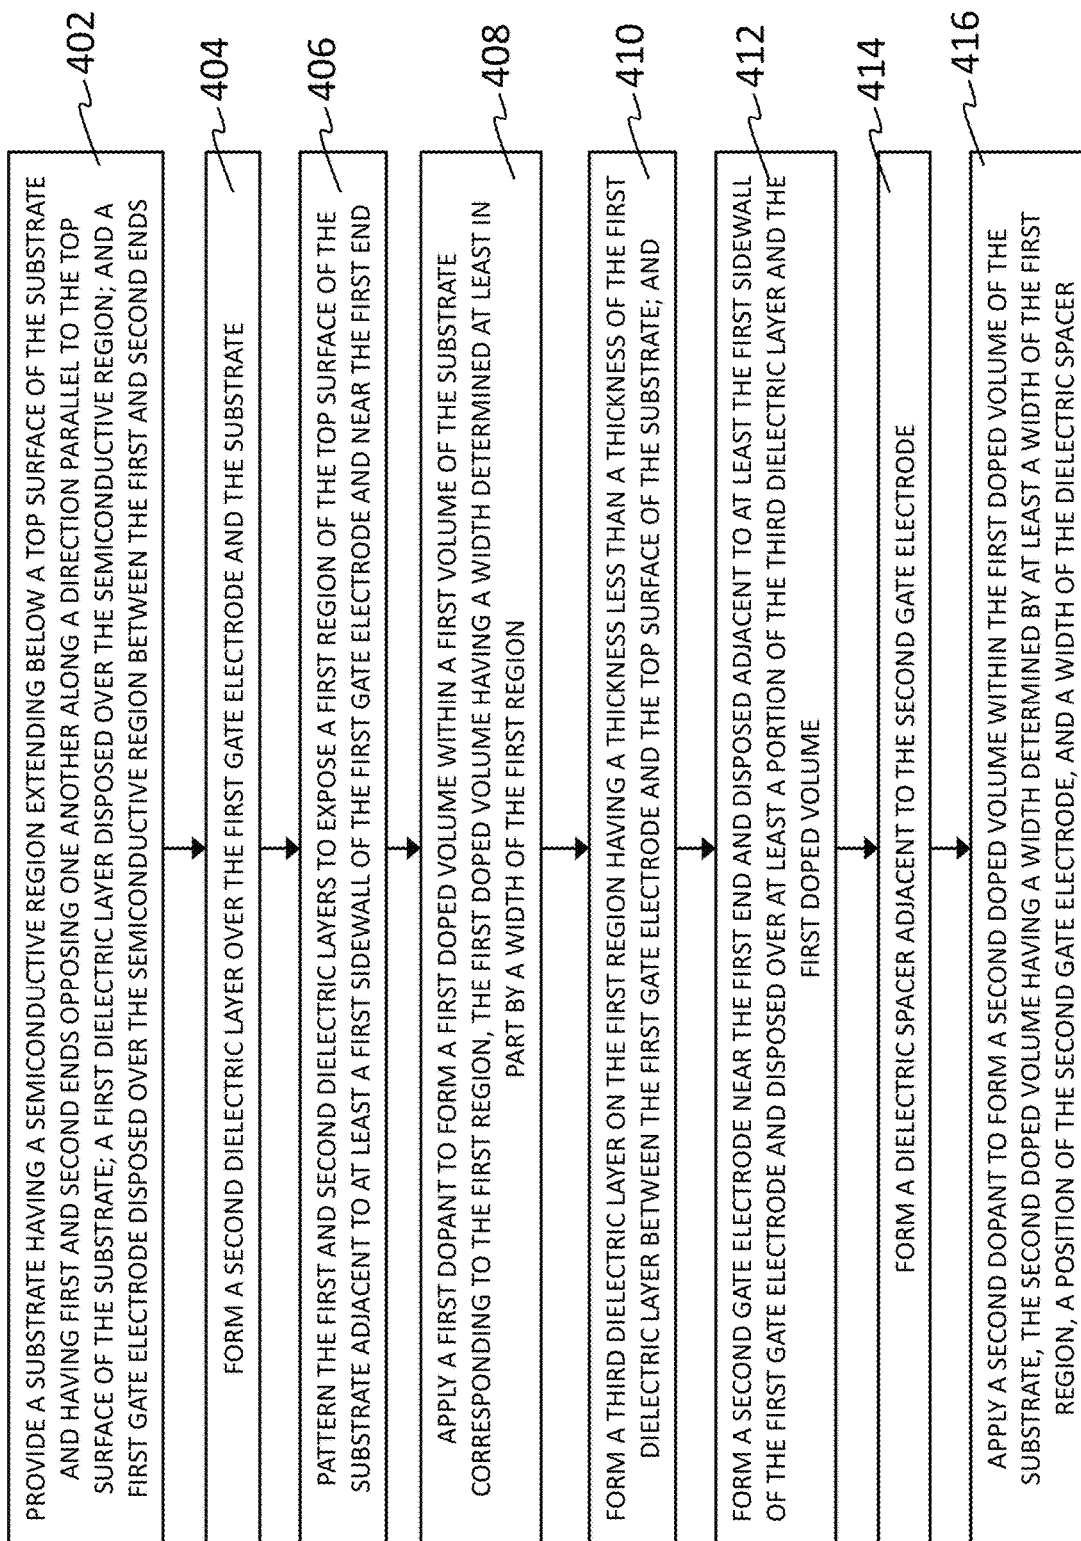 PROVIDE A SUBSTRATE HAVING A SEMICONDUCTIVE REGION EXTENDING BELOW A TOP SURFACE OF THE SUBSTRATE
AND HAVING FIRST AND SECOND ENDS OPPOSING ONE ANOTHER ALONG A DIRECTION PARALLEL TO THE TOP
SURFACE OF THE SUBSTRATE; A FIRST DIELECTRIC LAYER DISPOSED OVER THE SEMICONDUCTIVE REGION; AND A
FIRST GATE ELECTRODE DISPOSED OVER THE SEMICONDUCTIVE REGION BETWEEN THE FIRST AND SECOND ENDS
402
FORM A SECOND DIELECTRIC LAYER OVER THE FIRST GATE ELECTRODE AND THE SUBSTRATE
404
PATTERN THE FIRST AND SECOND DIELECTRIC LAYERS TO EXPOSE A FIRST REGION OF THE TOP SURFACE OF THE
SUBSTRATE ADJACENT TO AT LEAST A FIRST SIDEWALL OF THE FIRST GATE ELECTRODE AND NEAR THE FIRST END
406
APPLY A FIRST DOPANT TO FORM A FIRST DOPED VOLUME WITHIN A FIRST VOLUME OF THE SUBSTRATE
CORRESPONDING TO THE FIRST REGION, THE FIRST DOPED VOLUME HAVING A WIDTH DETERMINED AT LEAST IN
PART BY A WIDTH OF THE FIRST REGION
408
FORM A THIRD DIELECTRIC LAYER ON THE FIRST REGION HAVING A THICKNESS LESS THAN A THICKNESS OF THE FIRST
DIELECTRIC LAYER BETWEEN THE FIRST GATE ELECTRODE AND THE TOP SURFACE OF THE SUBSTRATE; AND
410
FORM A SECOND GATE ELECTRODE NEAR THE FIRST END AND DISPOSED ADJACENT TO AT LEAST THE FIRST SIDEWALL
OF THE FIRST GATE ELECTRODE AND DISPOSED OVER AT LEAST A PORTION OF THE THIRD DIELECTRIC LAYER AND THE
FIRST DOPED VOLUME
412
FORM A DIELECTRIC SPACER ADJACENT TO THE SECOND GATE ELECTRODE
414
APPLY A SECOND DOPANT TO FORM A SECOND DOPED VOLUME WITHIN THE FIRST DOPED VOLUME OF THE
SUBSTRATE, THE SECOND DOPED VOLUME HAVING A WIDTH DETERMINED BY AT LEAST A WIDTH OF THE FIRST
REGION, A POSITION OF THE SECOND GATE ELECTRODE, AND A WIDTH OF THE DIELECTRIC SPACER
416